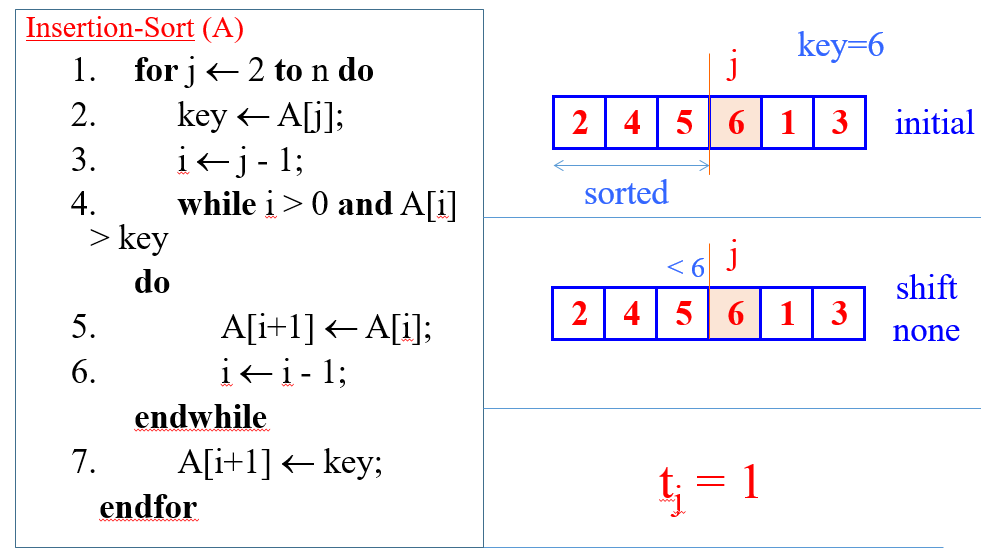 Insertion-Sort (A)
1. for j ← 2 to n do
2. key ← A[j];
3. i ← j - 1;
4. while i > 0 and A[i]
> key
do
5. A[i+1] ← A[i];
6. i ← i - 1;
endwhile
7. A[i+1] ← key;
endfor
key=6
j
2 4 5 6 1 3 initial
sorted
< 6 j
2 4 5 6 1 3
shift
none
tj = 1